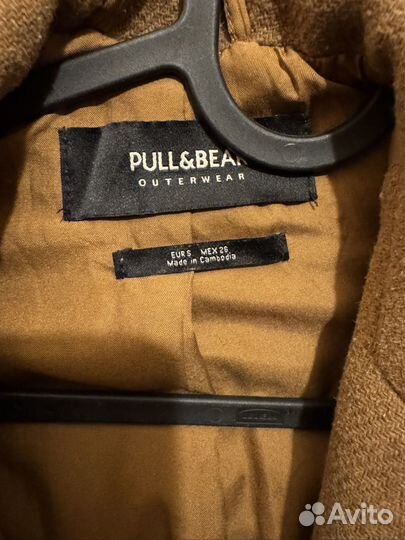 PULL&BEAR
OUTERWEAR
EUR S MEX 26
Made in Cambodia
Avito